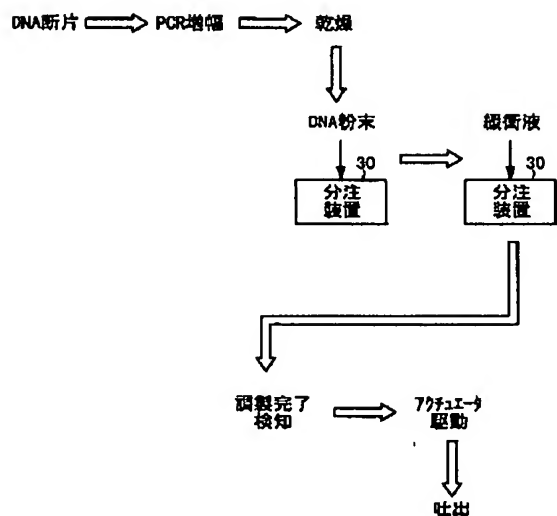 DNA断片
PCR増幅
乾燥
DNA粉末
緩衝液
30
30
分注
装置
分注
装置
調製完了
検知
アクチュエータ
駆動
吐出